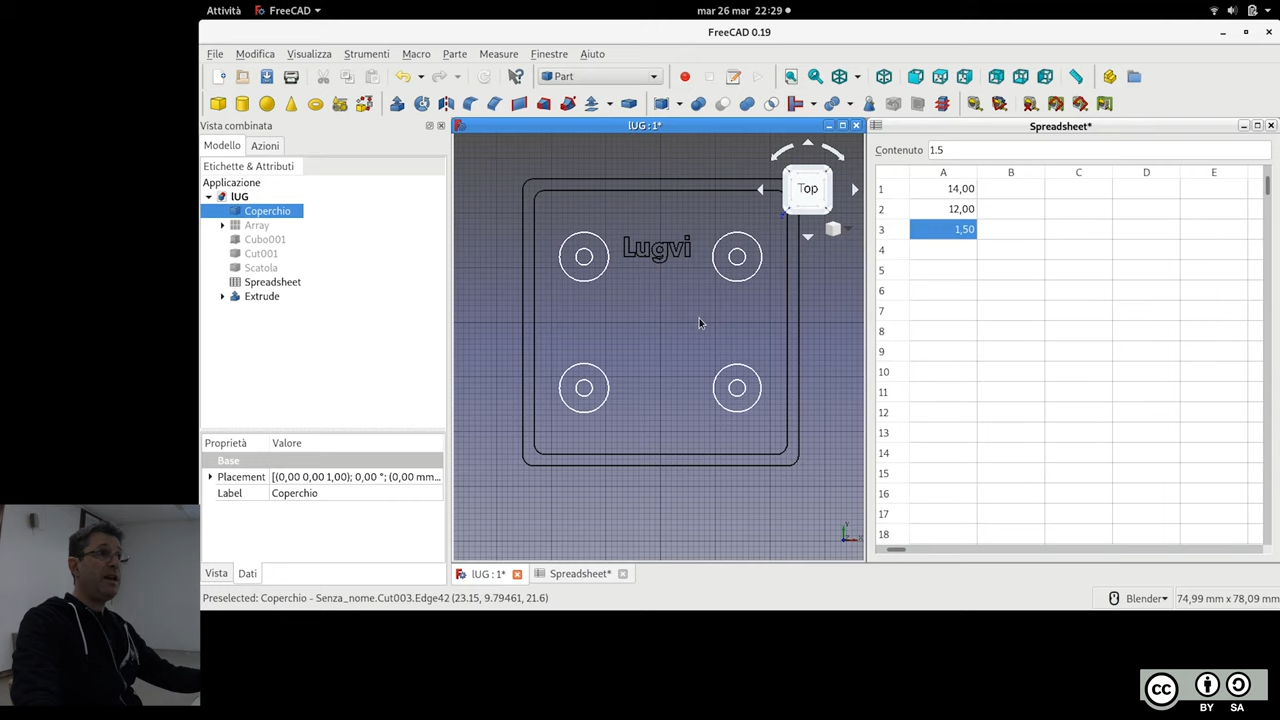 Attività
FreeCAD
mar 26 mar 22:29
FreeCAD 0.19
File Modifica Visualizza Strumenti Macro Parte Measure Finestre Aiuto
Part
Vista combinata
Modello Azioni
Etichette & Attributi
Applicazione
lUG
Coperchio
Array
Cubo001
Cut001
Scatola
Spreadsheet
Extrude
Proprietà Valore
Base
Placement [(0,00 0,00 1,00); 0,00 °; (0,00 mm...
Label Coperchio
Vista Dati
lUG : 1*
Top
Lugvi
Y
lUG : 1* Spreadsheet*
Spreadsheet*
Contenuto 1.5
A B C D E
1 14,00
2 12,00
3 1,50
4
5
6
7
8
9
10
11
12
13
14
15
16
17
18
Preselected: Coperchio - Senza_nome.Cut003.Edge42 (23.15, 9.79461, 21.6)
Blender 74,99 mm x 78,09 mm
cc
BY SA